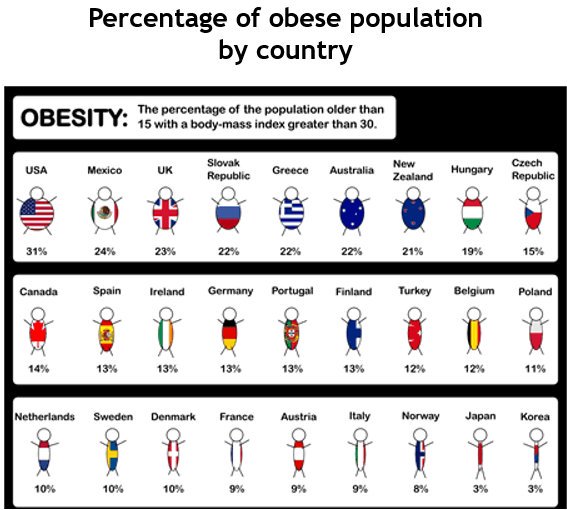 Percentage of obese population
by country
OBESITY: The percentage of the population older than
15 with a body-mass index greater than 30.
USA Mexico UK Slovak Republic Greece Australia New Zealand Hungary Czech Republic
31% 24% 23% 22% 22% 22% 21% 19% 15%
Canada Spain Ireland Germany Portugal Finland Turkey Belgium Poland
14% 13% 13% 13% 13% 13% 12% 12% 11%
Netherlands Sweden Denmark France Austria Italy Norway Japan Korea
10% 10% 10% 9% 9% 9% 8% 3% 3%